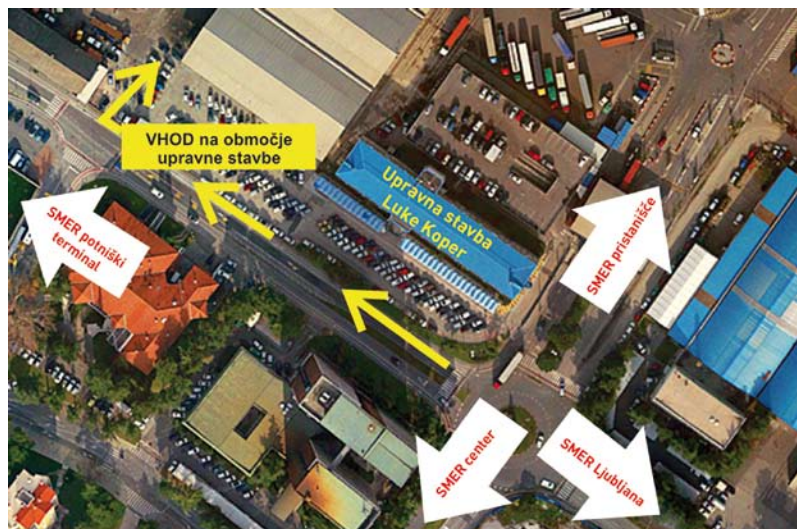 VHOD na območje
upravne stavbe
Upravna stavba
Luke Koper
SMER potniški
terminal
SMER pristanišče
SMER center
SMER Ljubljana